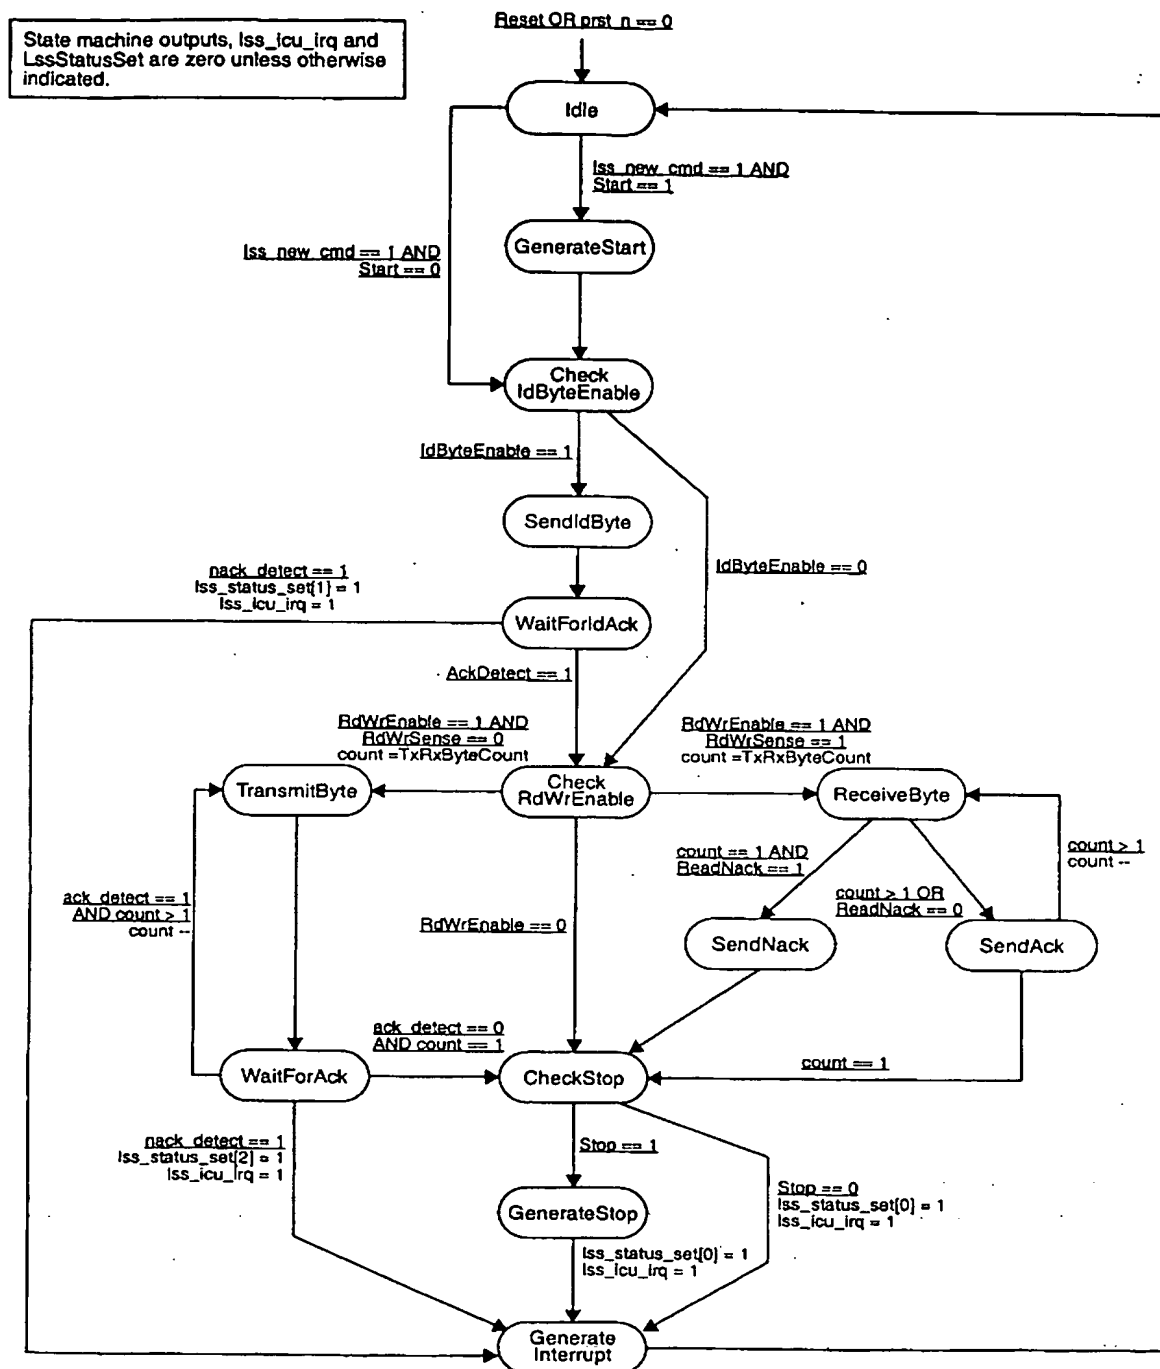 Reset OR prst_n == 0
State machine outputs, lss_icu_irq and
LssStatusSet are zero unless otherwise
indicated.
Idle
lss_new_cmd == 1 AND
Start == 1
GenerateStart
lss_new_cmd == 1 AND
Start == 0
Check
IdByteEnable
IdByteEnable == 1
SendIdByte
IdByteEnable == 0
nack_detect == 1
lss_status_set[1] = 1
lss_icu_irq = 1
WaitForIdAck
AckDetect == 1
RdWrEnable == 1 AND
RdWrSense == 0
count =TxRxByteCount
RdWrEnable == 1 AND
RdWrSense == 1
count =TxRxByteCount
TransmitByte
Check
RdWrEnable
ReceiveByte
count == 1 AND
ReadNack == 1
count > 1
count --
ack_detect == 1
AND count > 1
count --
count > 1 OR
ReadNack == 0
RdWrEnable == 0
SendNack
SendAck
ack_detect == 0
AND count == 1
WaitForAck
CheckStop
count == 1
nack_detect == 1
lss_status_set[2] = 1
lss_icu_irq = 1
Stop == 1
Stop == 0
lss_status_set[0] = 1
lss_icu_irq = 1
GenerateStop
lss_status_set[0] = 1
lss_icu_irq = 1
Generate
Interrupt